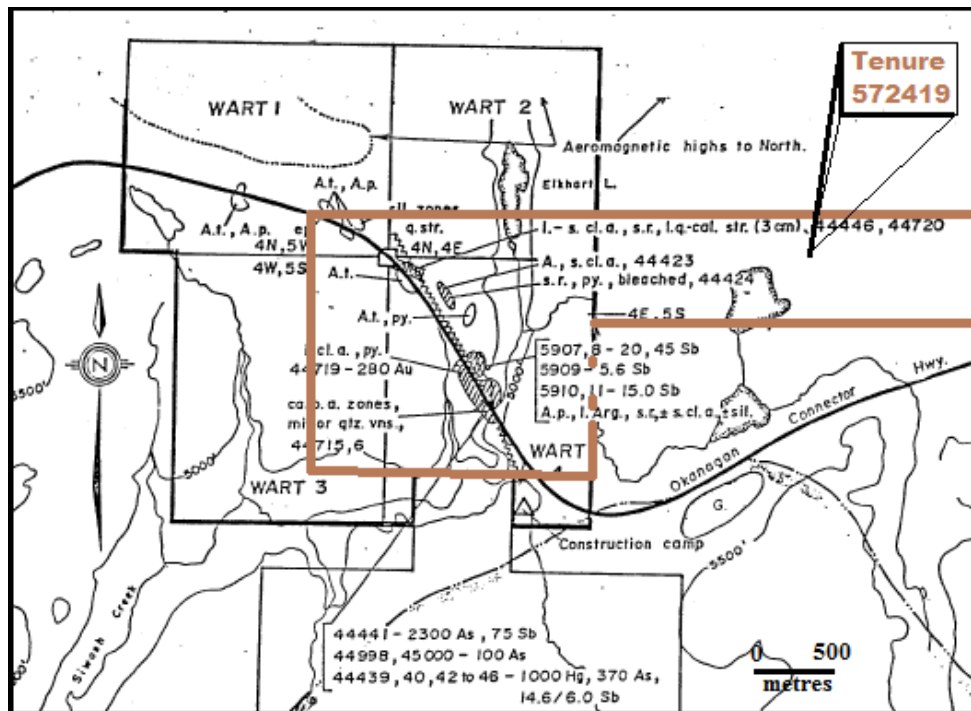 Tenure
572419
WART 1
WART 2
Aeromagnetic highs to North.
Elkhart L.
A.t., A.p.
sil zones
q. str.
A.t., A.p.
4N, 5W
4N, 4E
4W, 5S
l.-s. cl. a., s.r., l.q.-cal. str. (3 cm), 44446, 44720
A.t.
A., s. cl. a., 44423
s.r., py., bleached, 44424
4E, 5S
A.t., py.
cl. a., py.
44719-280 Au
carb. a. zones,
minor qtz. vns.,
44715,6
5907, 8-20, 45 Sb
5909-5.6 Sb
5910, 11-15.0 Sb
A.p., l. Arg., s.r., ± s. cl. a., ± sil.
5000'
WART
4
WART 3
Okanagan Connector Hwy.
G.
5500'
Construction camp
N
5500'
5000'
5000'
Siwash Creek
44441-2300 As, 75 Sb
44998, 45000-100 As
44439, 40, 42 to 46-1000 Hg, 370 As,
14.6/6.0 Sb
0 500
metres